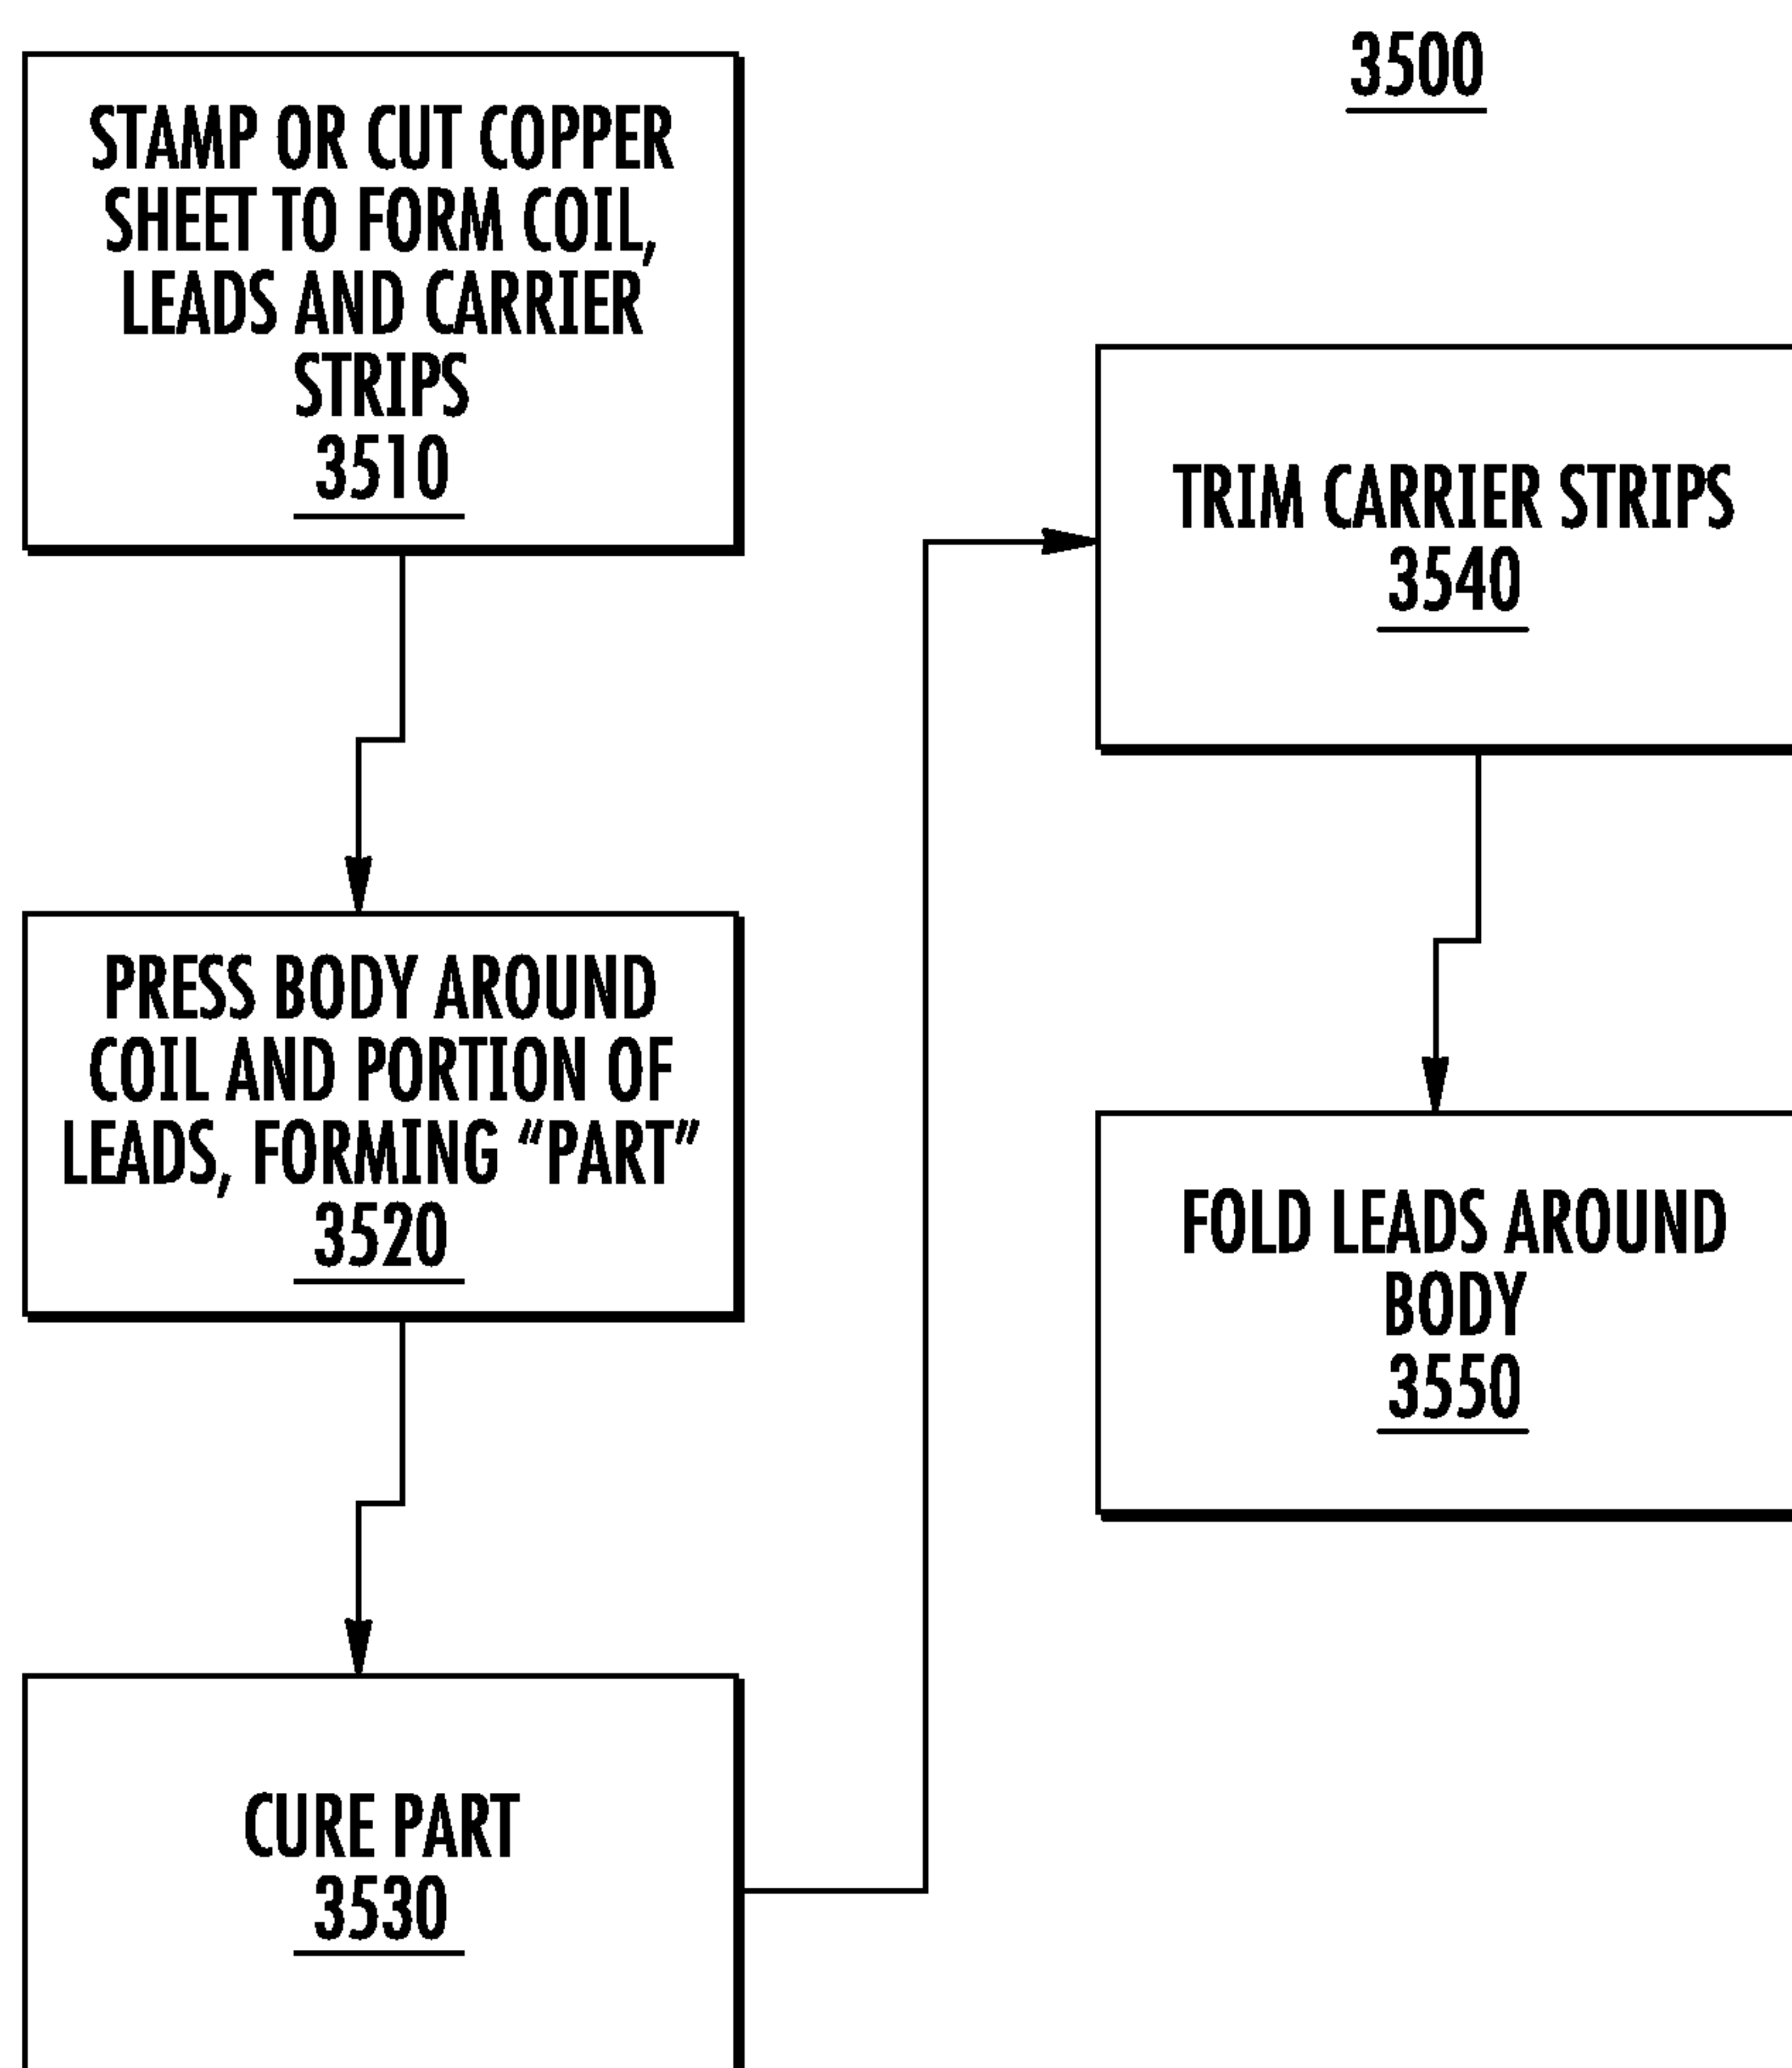 3500
STAMP OR CUT COPPER
SHEET TO FORM COIL,
LEADS AND CARRIER
STRIPS
3510
PRESS BODY AROUND
COIL AND PORTION OF
LEADS, FORMING “PART”
3520
CURE PART
3530
TRIM CARRIER STRIPS
3540
FOLD LEADS AROUND
BODY
3550